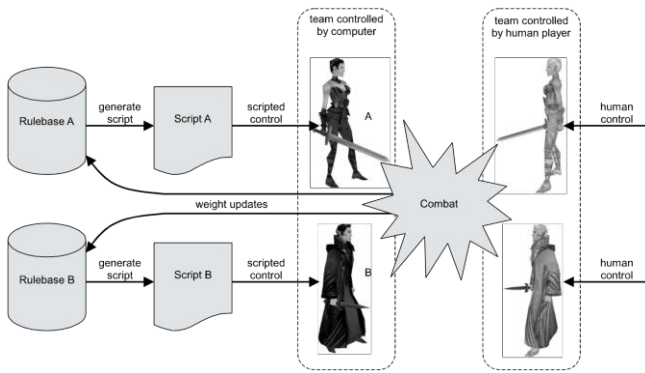 team controlled
by computer
team controlled
by human player
Rulebase A
generate
script
Script A
scripted
control
A
human
control
weight updates
Combat
Rulebase B
generate
script
Script B
scripted
control
B
human
control